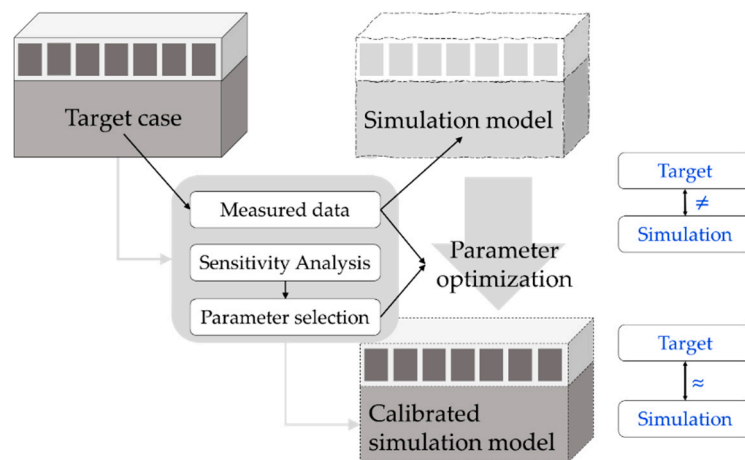 Target case
Simulation model
Measured data
Sensitivity Analysis
Parameter selection
Parameter
optimization
Calibrated
simulation model
Target
≠
Simulation
Target
≈
Simulation